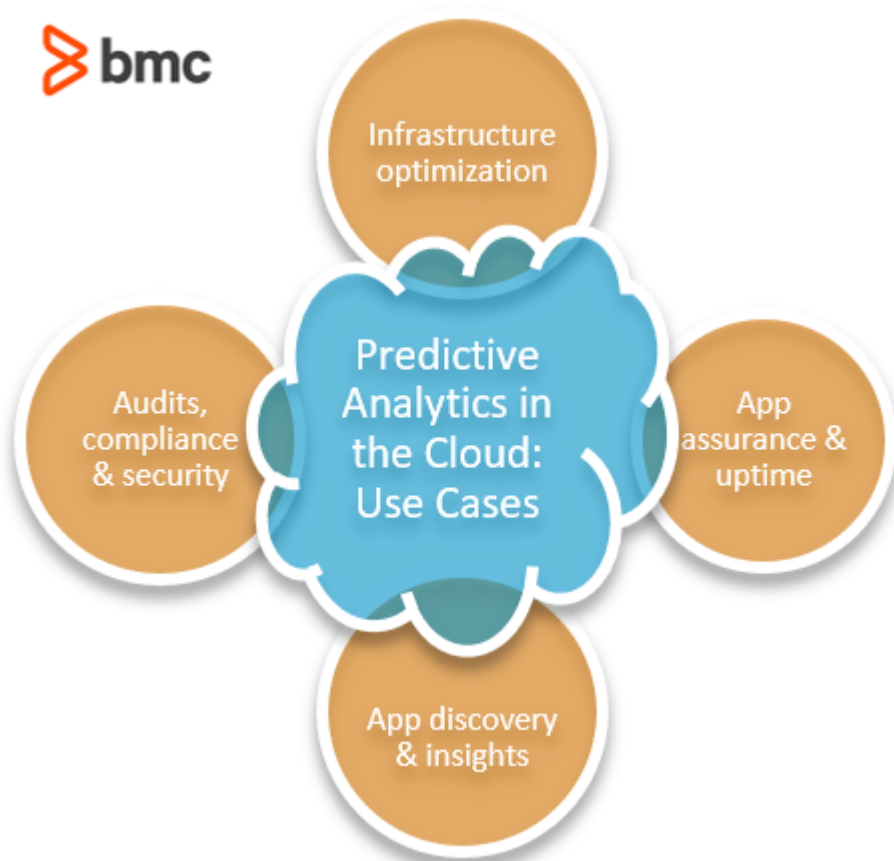 bmc
Infrastructure
optimization
Predictive
Analytics in
the Cloud:
Use Cases
Audits,
compliance
& security
App
assurance &
uptime
App discovery
& insights